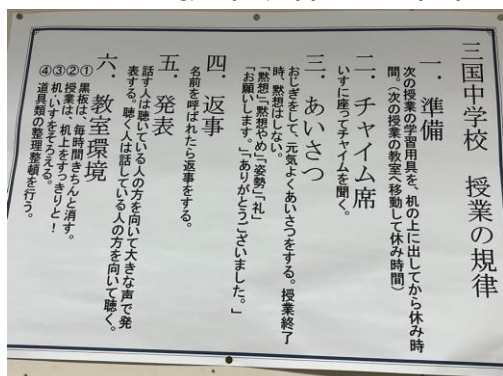 三国中学校 授業の規律
一．準備
次の授業の学習用具を、机の上に出してから休み時
間。（次の授業の教室へ移動して休み時間）
二．チャイム席
いすに座ってチャイムを聞く。
三．あいさつ
おじぎをして、元気よくあいさつをする。授業終了
時、黙想はしない。
「黙想」「黙想やめ」「姿勢」「礼」
「お願いします。」「ありがとうございました。」
四．返事
名前を呼ばれたら返事をする。
五．発表
話す人は聴いている人の方を向いて大きな声で発
表する。聴く人は話している人の方を向いて聴く。
六．教室環境
①黒板は、毎時間きちんと消す。
②授業は、机上をすっきりと！
③机・いすをそろえる。
④道具類の整理整頓を行う。